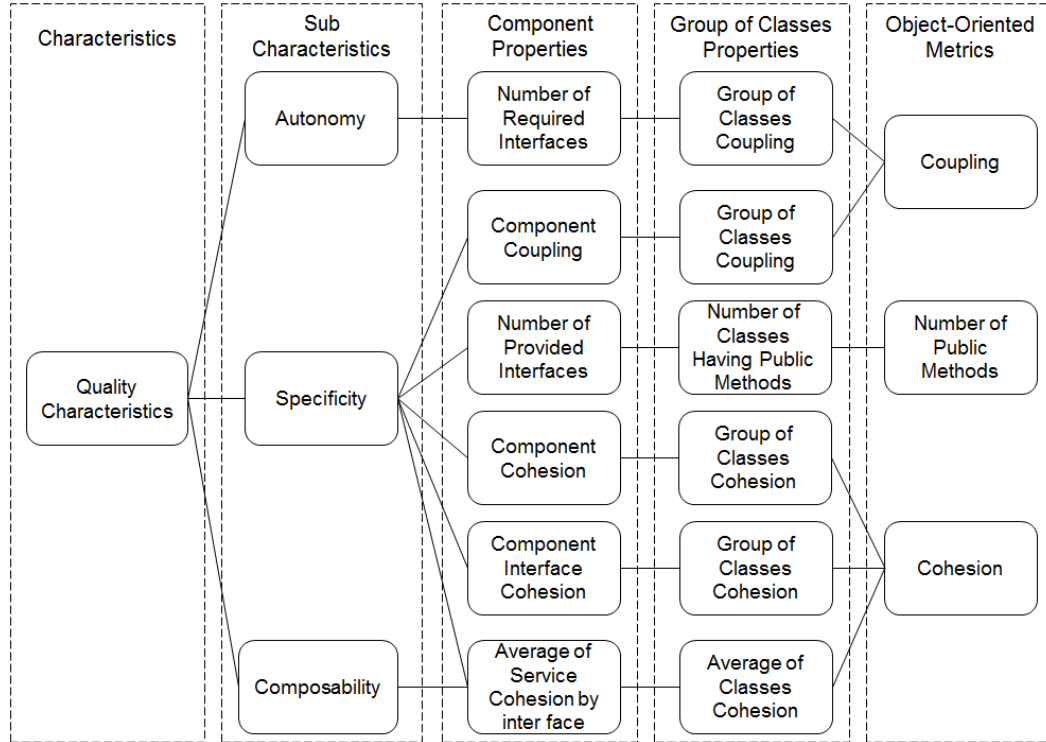 Characteristics
Sub
Characteristics
Component
Properties
Group of Classes
Properties
Object-Oriented
Metrics
Autonomy
Number of
Required
Interfaces
Group of
Classes
Coupling
Coupling
Component
Coupling
Group of
Classes
Coupling
Quality
Characteristics
Specificity
Number of
Provided
Interfaces
Number of
Classes
Having Public
Methods
Number of
Public
Methods
Component
Cohesion
Group of
Classes
Cohesion
Component
Interface
Cohesion
Group of
Classes
Cohesion
Cohesion
Composability
Average of
Service
Cohesion by
inter face
Average of
Classes
Cohesion